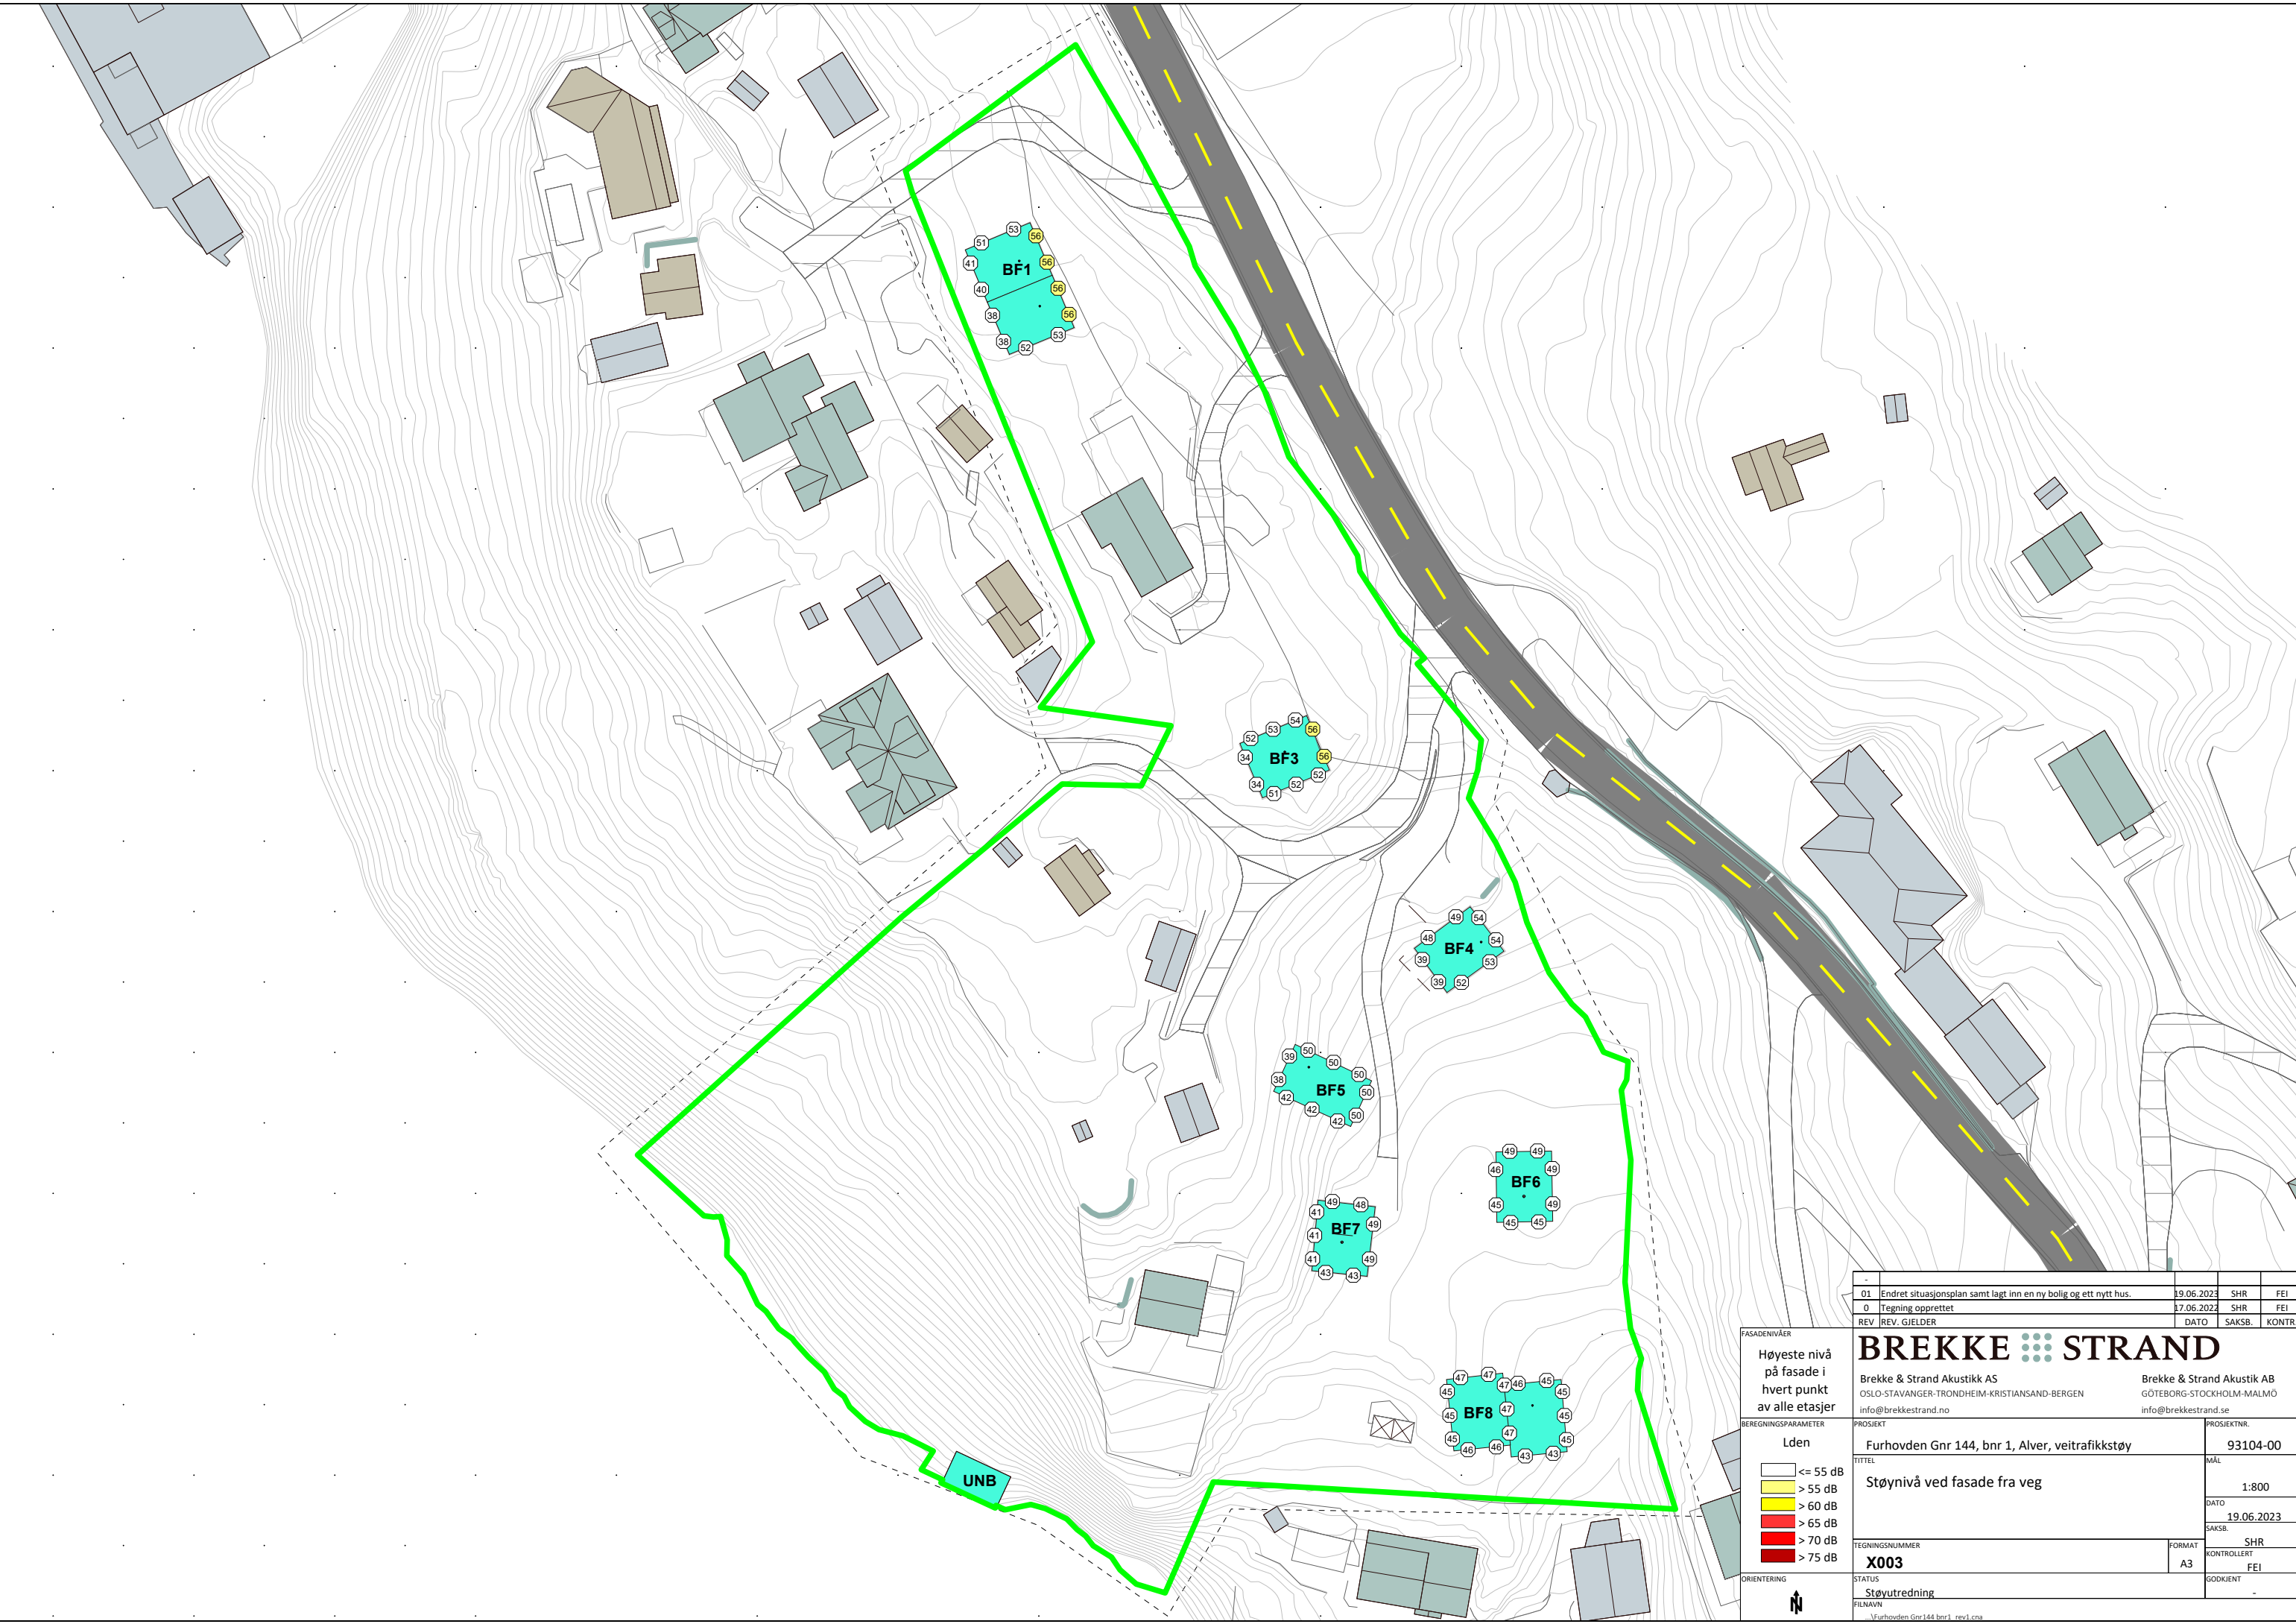 53
51
56
41
BF1
56
40
56
38
56
38
52
53
54
53
56
52
34
BF3
56
52
34
52
51
49
54
48
54
BF4
39
53
39
52
50
39
50
50
38
BF5
50
42
42
50
42
49
49
46
49
BF6
45
49
45
45
49
48
41
49
BF7
41
41
49
43
43
47
47
47
46
45
45
45
BF8
47
45
45
45
47
45
46
46
43
43
UNB
-
01 Endret situasjonsplan samt lagt inn en ny bolig og ett nytt hus. 19.06.2023 SHR FEI
0 Tegning opprettet 17.06.2022 SHR FEI
REV REV. GJELDER DATO SAKSB. KONTR.
FASADENIVÅER
Høyeste nivå
på fasade i
hvert punkt
av alle etasjer
BREKKE STRAND
Brekke & Strand Akustikk AS Brekke & Strand Akustik AB
OSLO-STAVANGER-TRONDHEIM-KRISTIANSAND-BERGEN GÖTEBORG-STOCKHOLM-MALMÖ
info@brekkestrand.no info@brekkestrand.se
BEREGNINGSPARAMETER
Lden
<= 55 dB
> 55 dB
> 60 dB
> 65 dB
> 70 dB
> 75 dB
ORIENTERING
N
PROSJEKT
Furhovden Gnr 144, bnr 1, Alver, veitrafikkstøy
PROSJEKTNR.
93104-00
TITTEL
Støynivå ved fasade fra veg
MÅL
1:800
DATO
19.06.2023
SAKSB.
SHR
TEGNINGSNUMMER
X003
FORMAT
A3
KONTROLLERT
FEI
STATUS
Støyutredning
GODKJENT
-
FILNAVN
...\Furhovden Gnr144 bnr1_rev1.cna